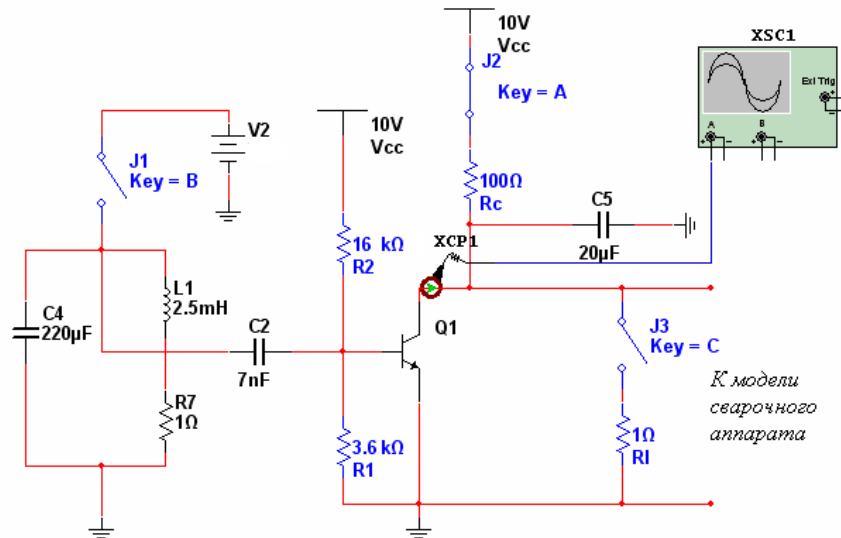 10V
Vcc
XSC1
J2
Key = A
Ext Trig
+
-
A
B
+
-
+
-
V2
10V
Vcc
J1
Key = B
100Ω
Rc
C5
20µF
XCP1
16 kΩ
R2
L1
2.5mH
C4
220µF
C2
7nF
Q1
J3
Key = C
R7
1Ω
К модели
сварочного
аппарата
3.6 kΩ
R1
1Ω
Rl